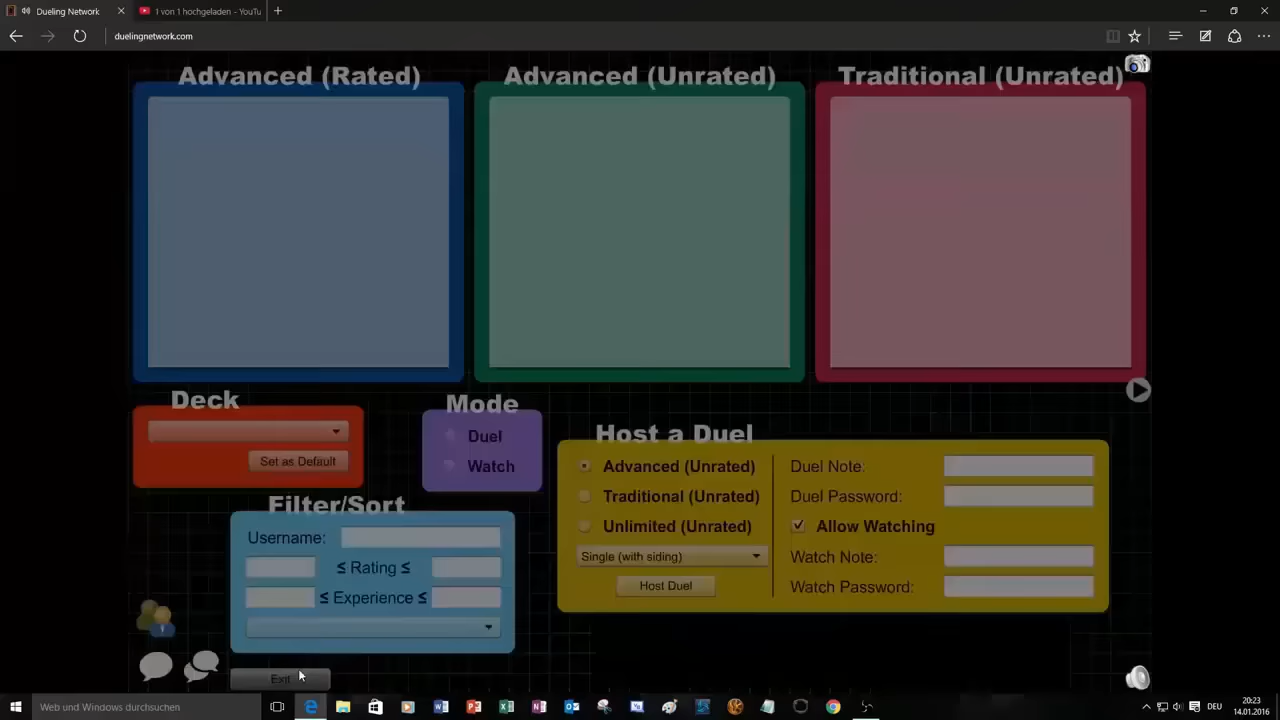 Dueling Network
1 von 1 hochgeladen - YouTu
duelingnetwork.com
Advanced (Rated)
Advanced (Unrated)
Traditional (Unrated)
Deck
Set as Default
Mode
Duel
Watch
Host a Duel
Advanced (Unrated)
Traditional (Unrated)
Unlimited (Unrated)
Single (with siding)
Host Duel
Duel Note:
Duel Password:
Allow Watching
Watch Note:
Watch Password:
Filter/Sort
Username:
≤ Rating ≤
≤ Experience ≤
Exit
Web und Windows durchsuchen
DEU
20:23
14.01.2016